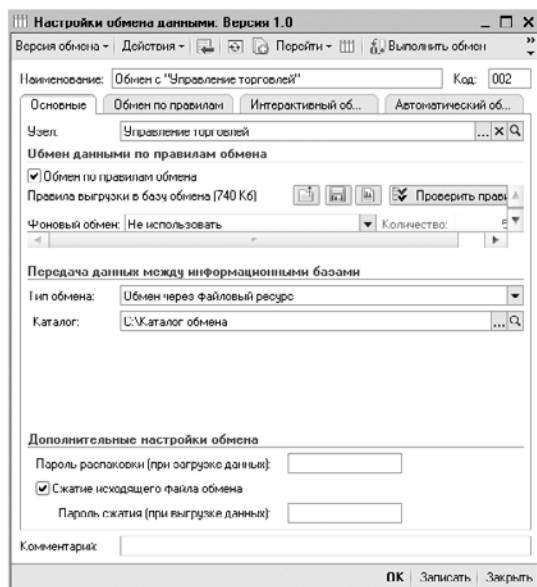 Настройки обмена данными. Версия 1.0
Версия обмена Действия Перейти Выполнить обмен
Наименование: Обмен с "Управление торговлей" Код: 002
Основные Обмен по правилам Интерактивный об... Автоматический об...
Узел: Управление торговлей
Обмен данными по правилам обмена
Обмен по правилам обмена
Правила выгрузки в базу обмена (740 Кб) Проверить прави
Фоновый обмен: Не использовать Количество: 5
Передача данных между информационными базами
Тип обмена: Обмен через файловый ресурс
Каталог: C:\Каталог обмена
Дополнительные настройки обмена
Пароль распаковки (при загрузке данных):
Сжатие исходящего файла обмена
Пароль сжатия (при выгрузке данных):
Комментарий:
OK Записать Закрыть